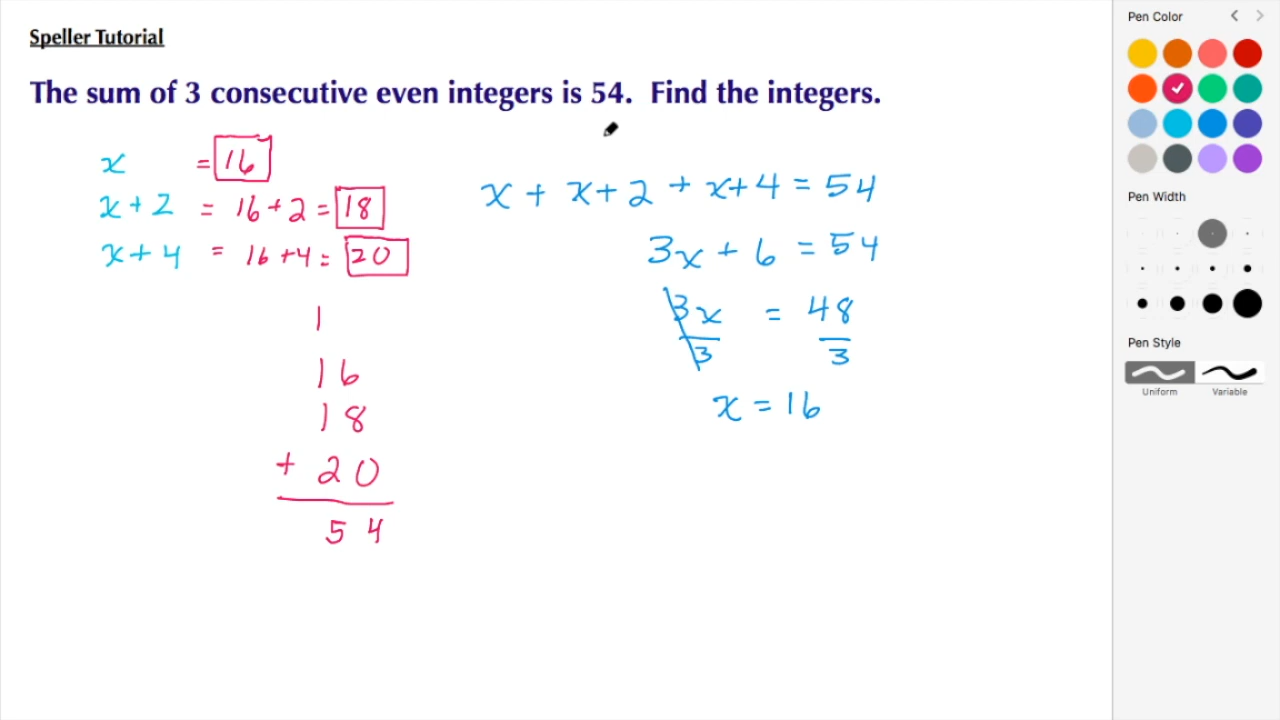 Speller Tutorial
The sum of 3 consecutive even integers is 54. Find the integers.
x = 16
x + 2 = 16 + 2 = 18
x + 4 = 16 + 4 = 20
1
16
18
+ 20
54
x + x + 2 + x + 4 = 54
3x + 6 = 54
3x = 48
3 3
x = 16
Pen Color
Pen Width
Pen Style
Uniform Variable